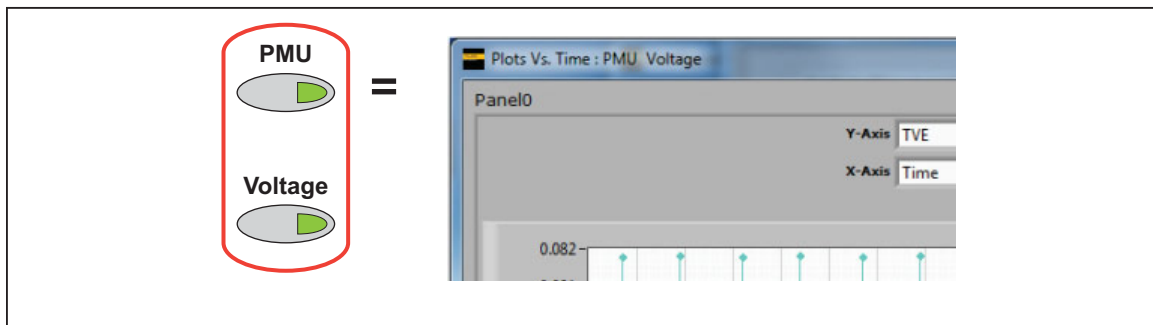 PMU
Voltage
=
Plots Vs. Time : PMU Voltage
Panel0
Y-Axis TVE
X-Axis Time
0.082